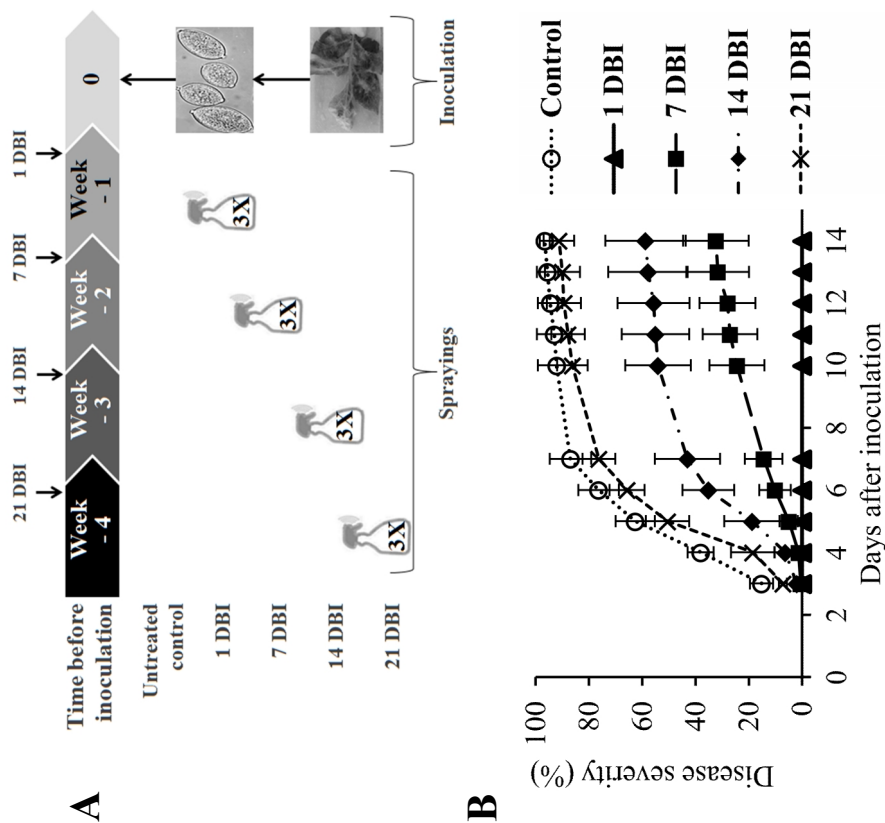 A
Time before
inoculation
Week
- 4
Week
- 3
Week
- 2
Week
- 1
0
21 DBI
14 DBI
7 DBI
1 DBI
Untreated
control
1 DBI
7 DBI
14 DBI
21 DBI
3X
3X
3X
3X
Sprayings
Inoculation
B
Disease severity (%)
100
80
60
40
20
0
0
2
4
6
8
10
12
14
Days after inoculation
Control
1 DBI
7 DBI
14 DBI
21 DBI